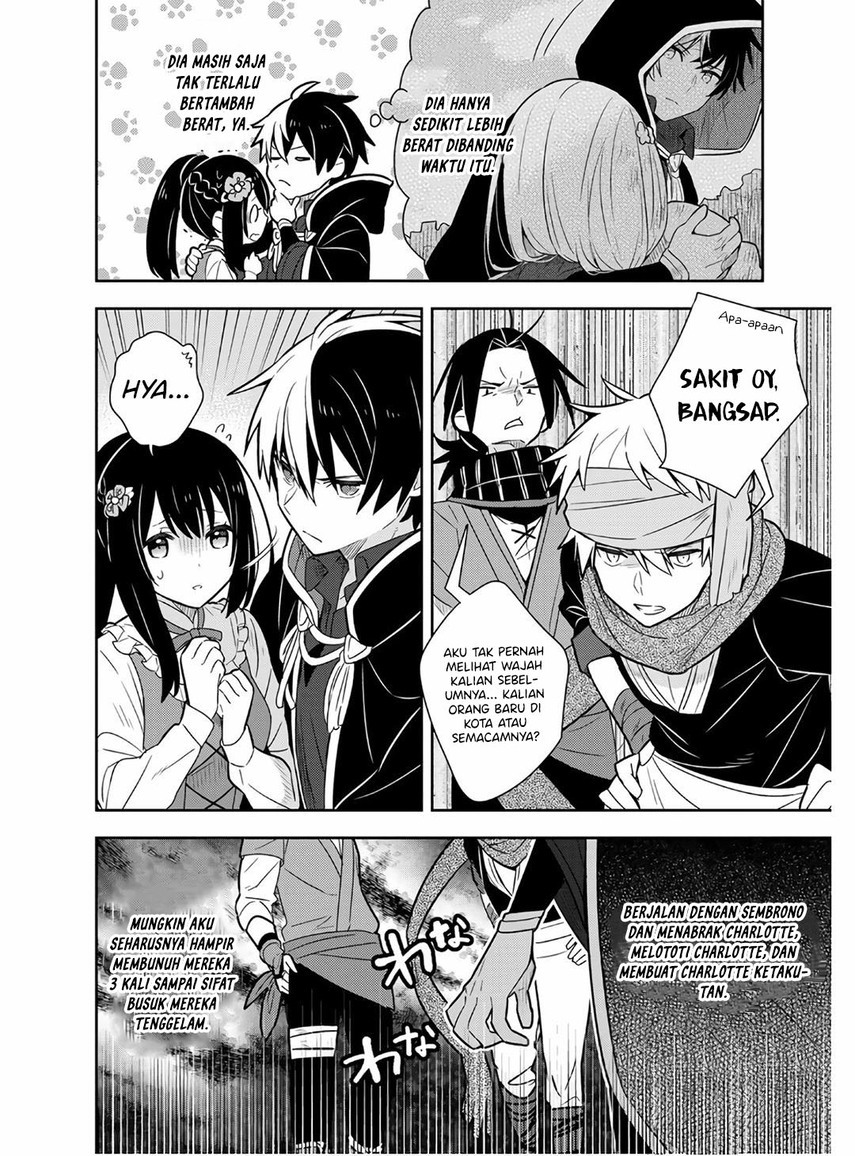 DIA HANYA
SEDIKIT LEBIH
BERAT DIBANDING
WAKTU ITU.
DIA MASIH SAJA
TAK TERLALU
BERTAMBAH
BERAT, YA.
Apa-apaan
SAKIT OY,
BANGSAD.
AKU TAK PERNAH
MELIHAT WAJAH
KALIAN SEBEL-
UMNYA... KALIAN
ORANG BARU DI
KOTA ATAU
SEMACAMNYA?
HYA...
BERJALAN DENGAN SEMBRONO
DAN MENABRAK CHARLOTTE,
MELOTOTI CHARLOTTE, DAN
MEMBUAT CHARLOTTE KETAKU-
TAN.
わな
わな
MUNGKIN AKU
SEHARUSNYA HAMPIR
MEMBUNUH MEREKA
3 KALI SAMPAI SIFAT
BUSUK MEREKA
TENGGELAM.